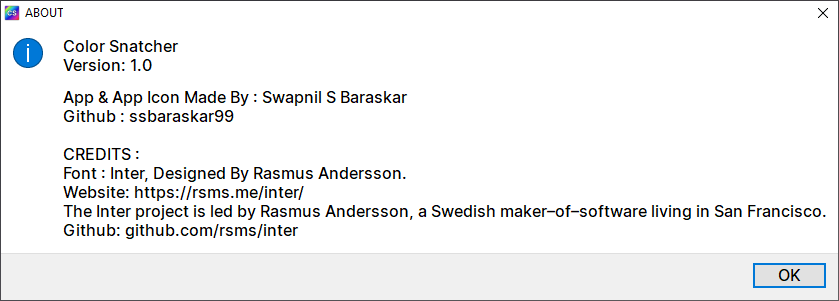 CS ABOUT
Color Snatcher
Version: 1.0
App & App Icon Made By : Swapnil S Baraskar
Github : ssbaraskar99
CREDITS :
Font : Inter, Designed By Rasmus Andersson.
Website: https://rsms.me/inter/
The Inter project is led by Rasmus Andersson, a Swedish maker–of–software living in San Francisco.
Github: github.com/rsms/inter
OK